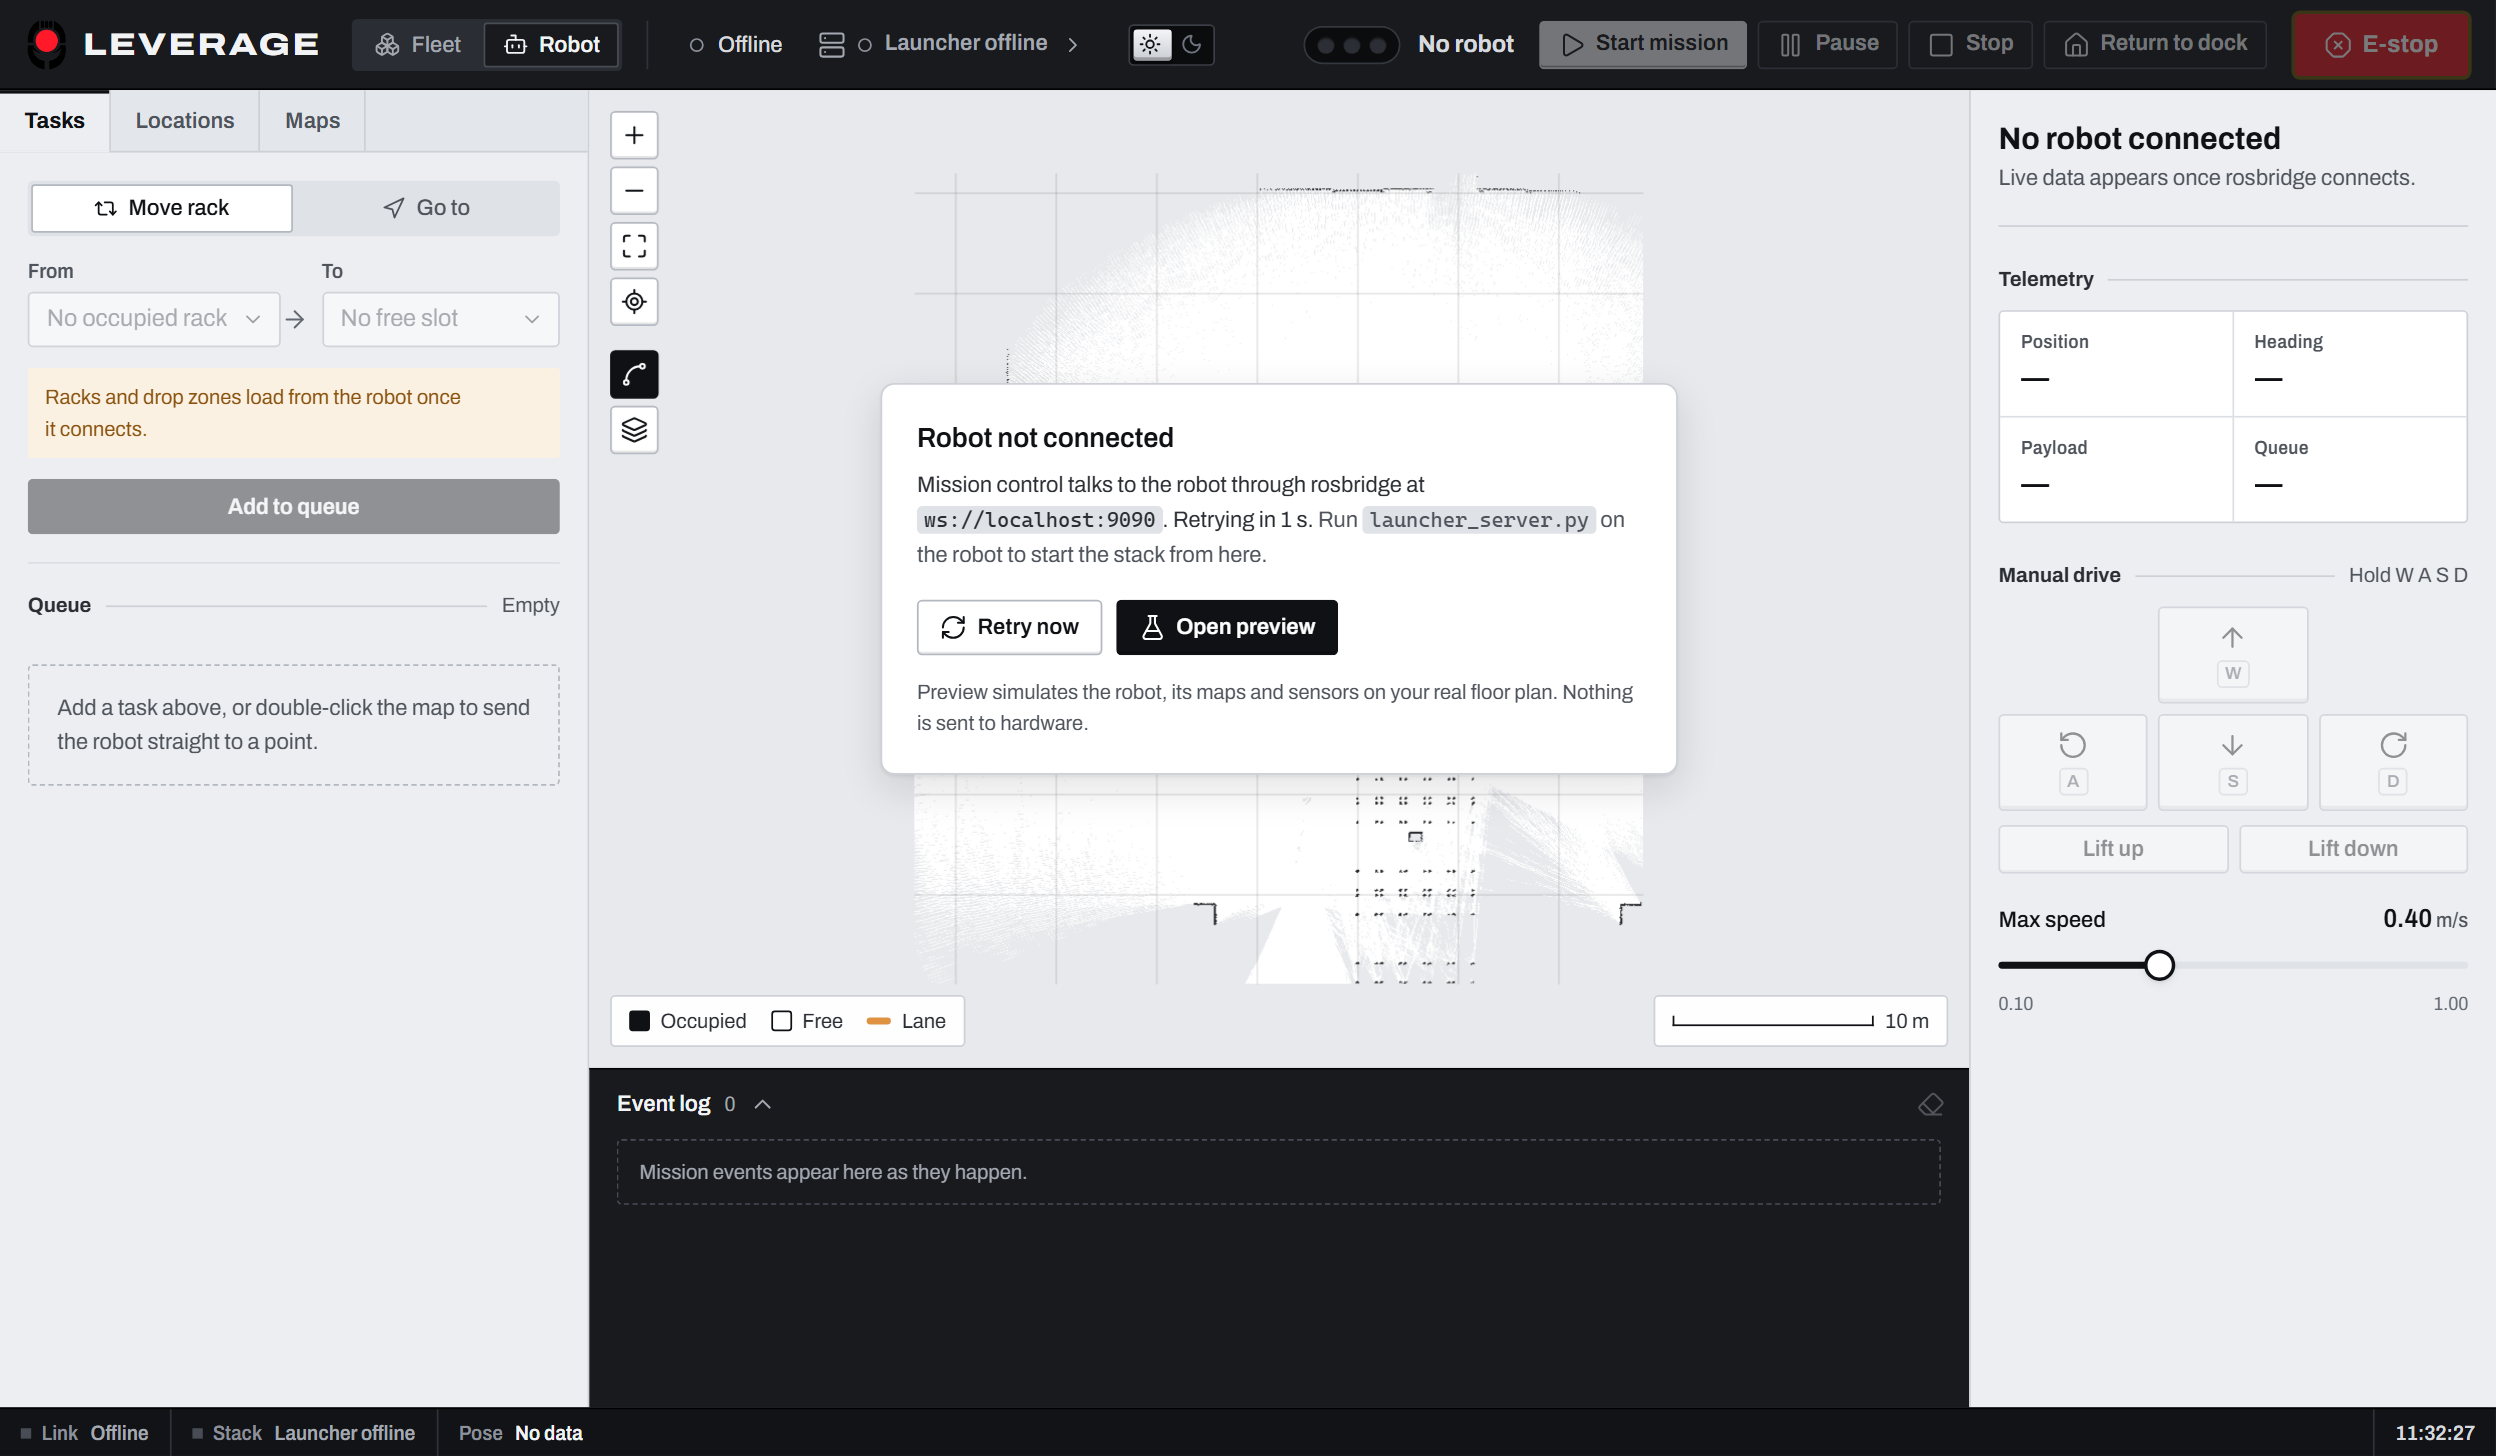 LEVERAGE
Fleet
Robot
Offline
Launcher offline
No robot
Start mission
Pause
Stop
Return to dock
E-stop
Tasks
Locations
Maps
Move rack
Go to
From
To
No occupied rack
No free slot
Racks and drop zones load from the robot once
it connects.
Add to queue
Queue
Empty
Add a task above, or double-click the map to send
the robot straight to a point.
Robot not connected
Mission control talks to the robot through rosbridge at
ws://localhost:9090. Retrying in 1 s. Run launcher_server.py on
the robot to start the stack from here.
Retry now
Open preview
Preview simulates the robot, its maps and sensors on your real floor plan. Nothing
is sent to hardware.
Occupied
Free
Lane
10 m
Event log 0
Mission events appear here as they happen.
No robot connected
Live data appears once rosbridge connects.
Telemetry
Position
—
Heading
—
Payload
—
Queue
—
Manual drive
Hold W A S D
W
A
S
D
Lift up
Lift down
Max speed
0.40 m/s
0.10
1.00
Link Offline
Stack Launcher offline
Pose No data
11:32:27